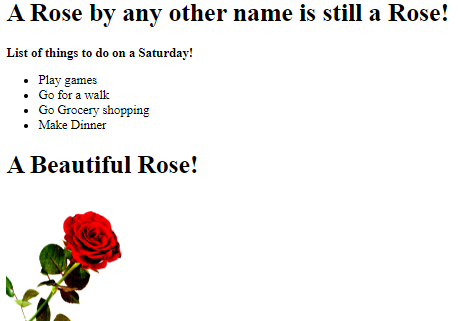 A Rose by any other name is still a Rose!
List of things to do on a Saturday!
Play games
Go for a walk
Go Grocery shopping
Make Dinner
A Beautiful Rose!